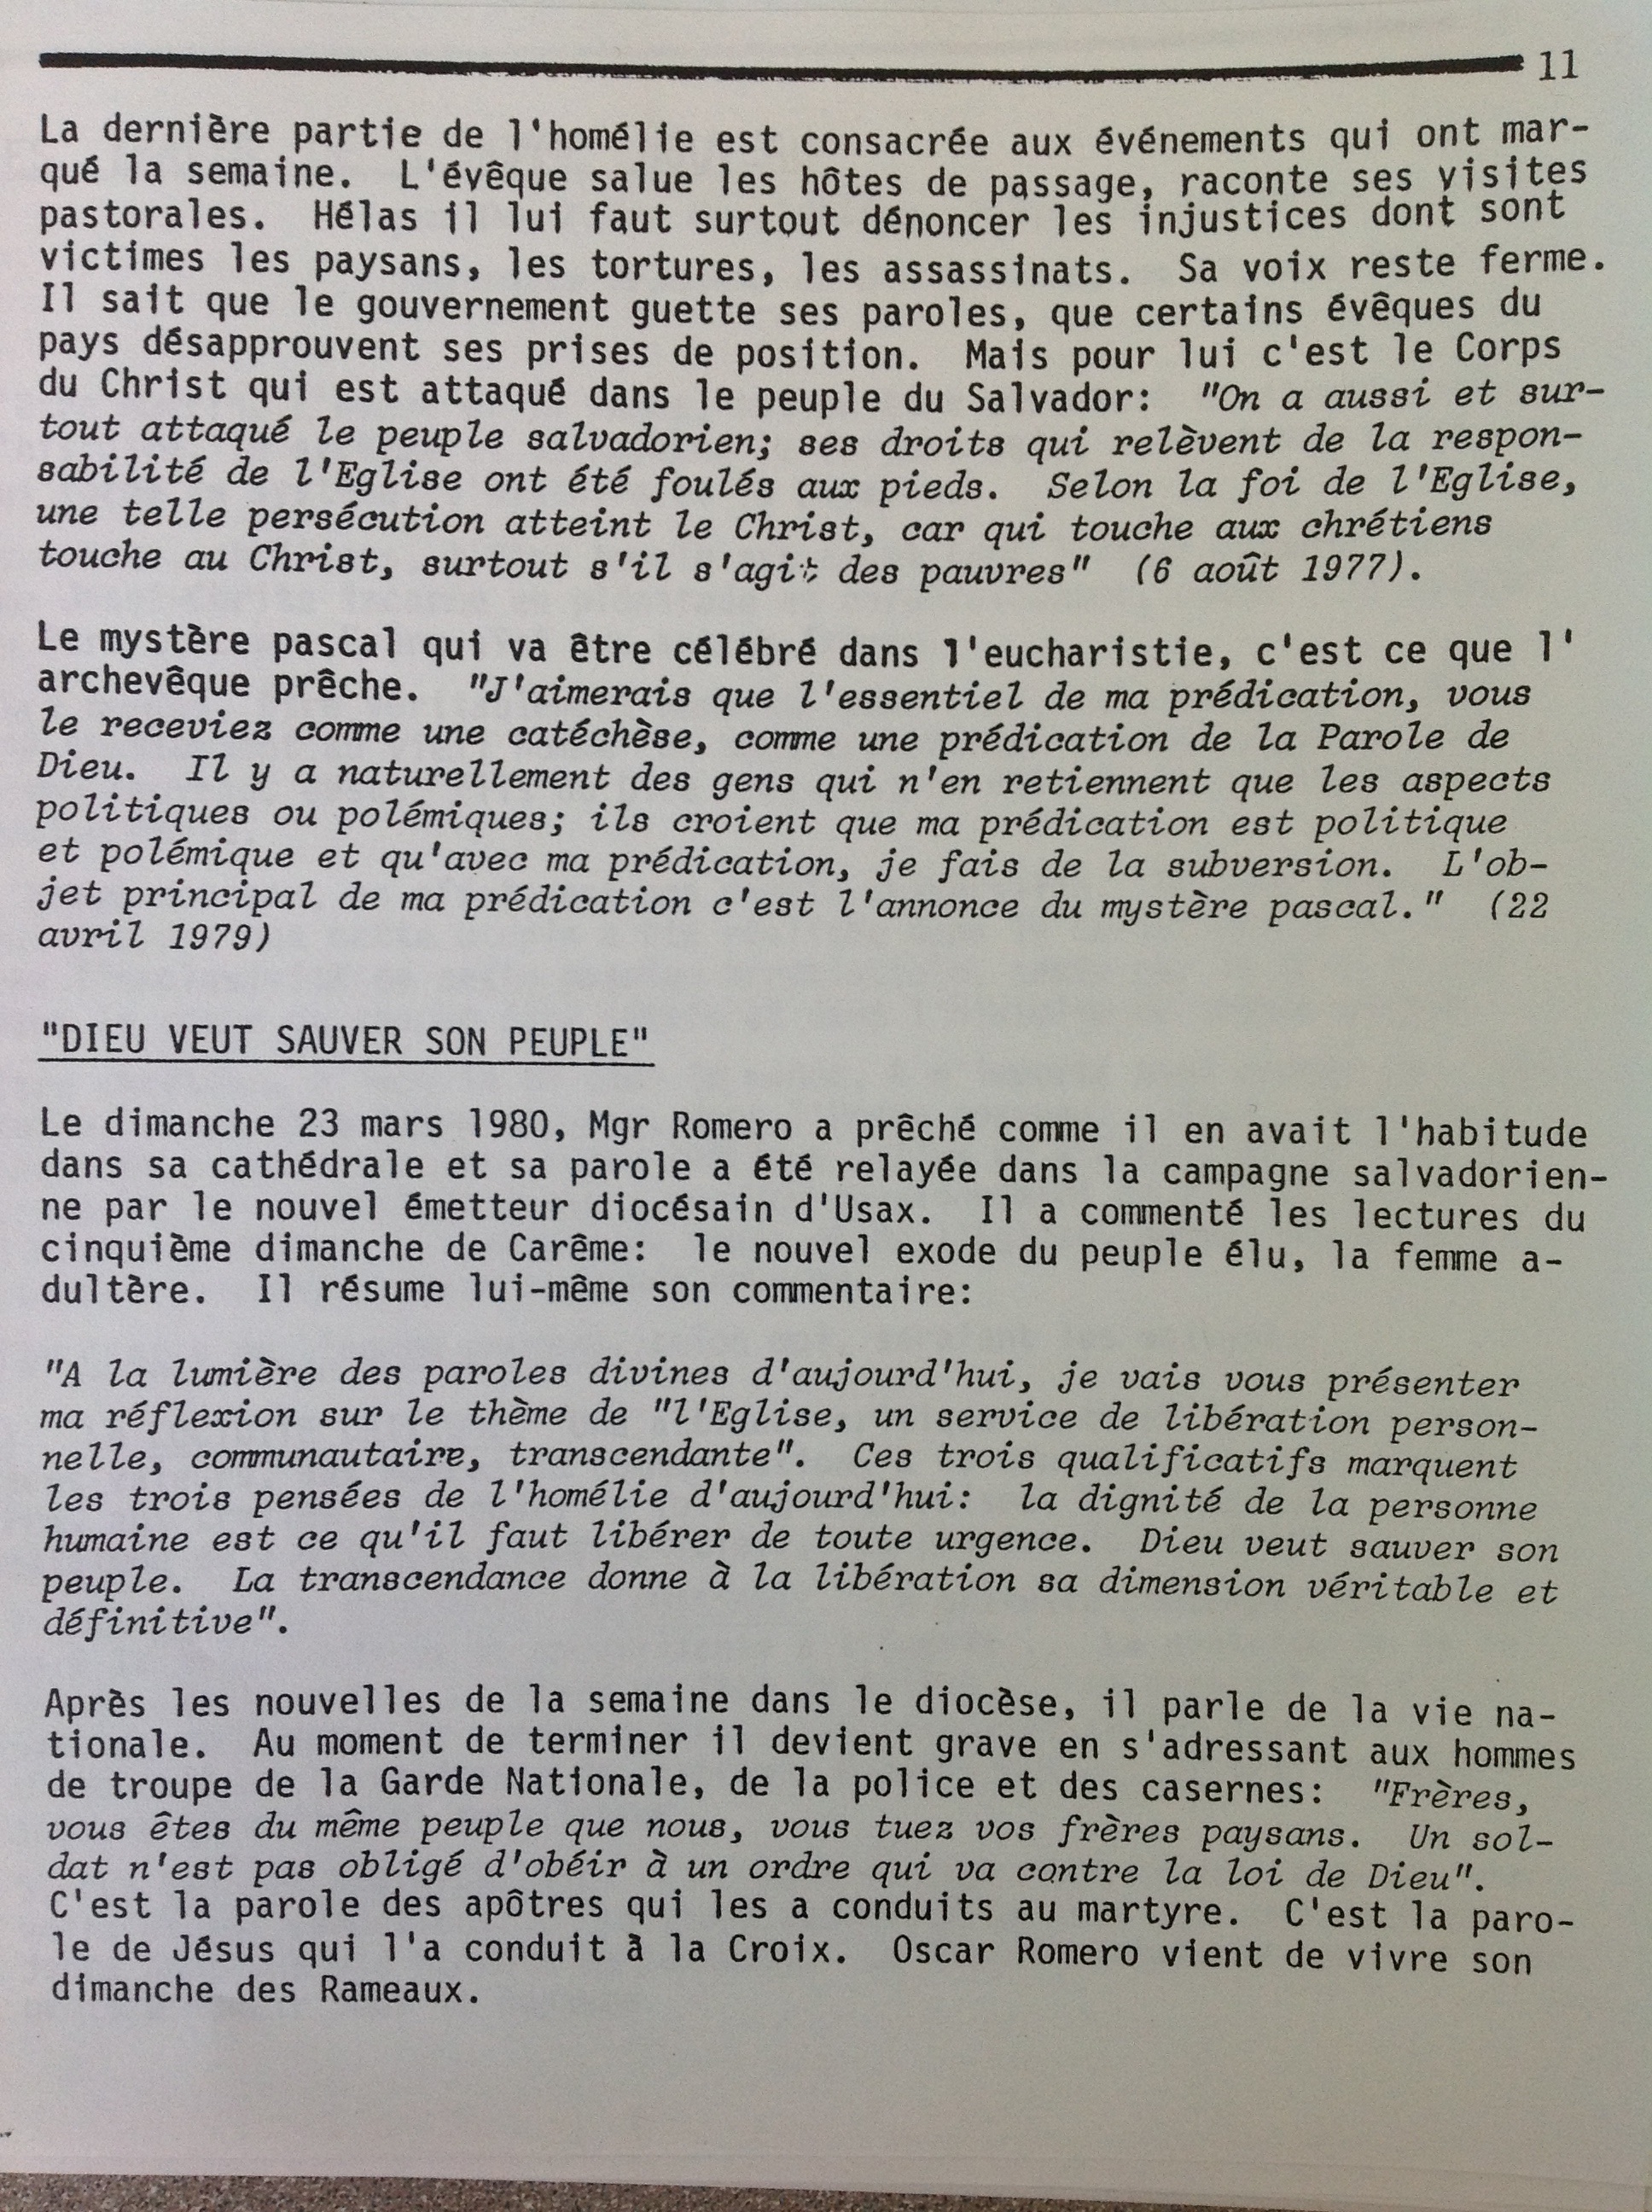 11
La dernière partie de l'homélie est consacrée aux événements qui ont mar-
qué la semaine.  L'évêque salue les hôtes de passage, raconte ses visites
pastorales.  Hélas il lui faut surtout dénoncer les injustices dont sont
victimes les paysans, les tortures, les assassinats.  Sa voix reste ferme.
Il sait que le gouvernement guette ses paroles, que certains évêques du
pays désapprouvent ses prises de position.  Mais pour lui c'est le Corps
du Christ qui est attaqué dans le peuple du Salvador:  "On a aussi et sur-
tout attaqué le peuple salvadorien; ses droits qui relèvent de la respon-
sabilité de l'Eglise ont été foulés aux pieds.  Selon la foi de l'Eglise,
une telle persécution atteint le Christ, car qui touche aux chrétiens
touche au Christ, surtout s'il s'agit des pauvres"  (6 août 1977).
Le mystère pascal qui va être célébré dans l'eucharistie, c'est ce que l'
archevêque prêche.  "J'aimerais que l'essentiel de ma prédication, vous
le receviez comme une catéchèse, comme une prédication de la Parole de
Dieu.  Il y a naturellement des gens qui n'en retiennent que les aspects
politiques ou polémiques; ils croient que ma prédication est politique
et polémique et qu'avec ma prédication, je fais de la subversion.  L'ob-
jet principal de ma prédication c'est l'annonce du mystère pascal."  (22
avril 1979)
"DIEU VEUT SAUVER SON PEUPLE"
Le dimanche 23 mars 1980, Mgr Romero a prêché comme il en avait l'habitude
dans sa cathédrale et sa parole a été relayée dans la campagne salvadorien-
ne par le nouvel émetteur diocésain d'Usax.  Il a commenté les lectures du
cinquième dimanche de Carême:  le nouvel exode du peuple élu, la femme a-
dultère.  Il résume lui-même son commentaire:
"A la lumière des paroles divines d'aujourd'hui, je vais vous présenter
ma réflexion sur le thème de "l'Eglise, un service de libération person-
nelle, communautaire, transcendante".  Ces trois qualificatifs marquent
les trois pensées de l'homélie d'aujourd'hui:  la dignité de la personne
humaine est ce qu'il faut libérer de toute urgence.  Dieu veut sauver son
peuple.  La transcendance donne à la libération sa dimension véritable et
définitive".
Après les nouvelles de la semaine dans le diocèse, il parle de la vie na-
tionale.  Au moment de terminer il devient grave en s'adressant aux hommes
de troupe de la Garde Nationale, de la police et des casernes:  "Frères,
vous êtes du même peuple que nous, vous tuez vos frères paysans.  Un sol-
dat n'est pas obligé d'obéir à un ordre qui va contre la loi de Dieu".
C'est la parole des apôtres qui les a conduits au martyre.  C'est la paro-
le de Jésus qui l'a conduit à la Croix.  Oscar Romero vient de vivre son
dimanche des Rameaux.